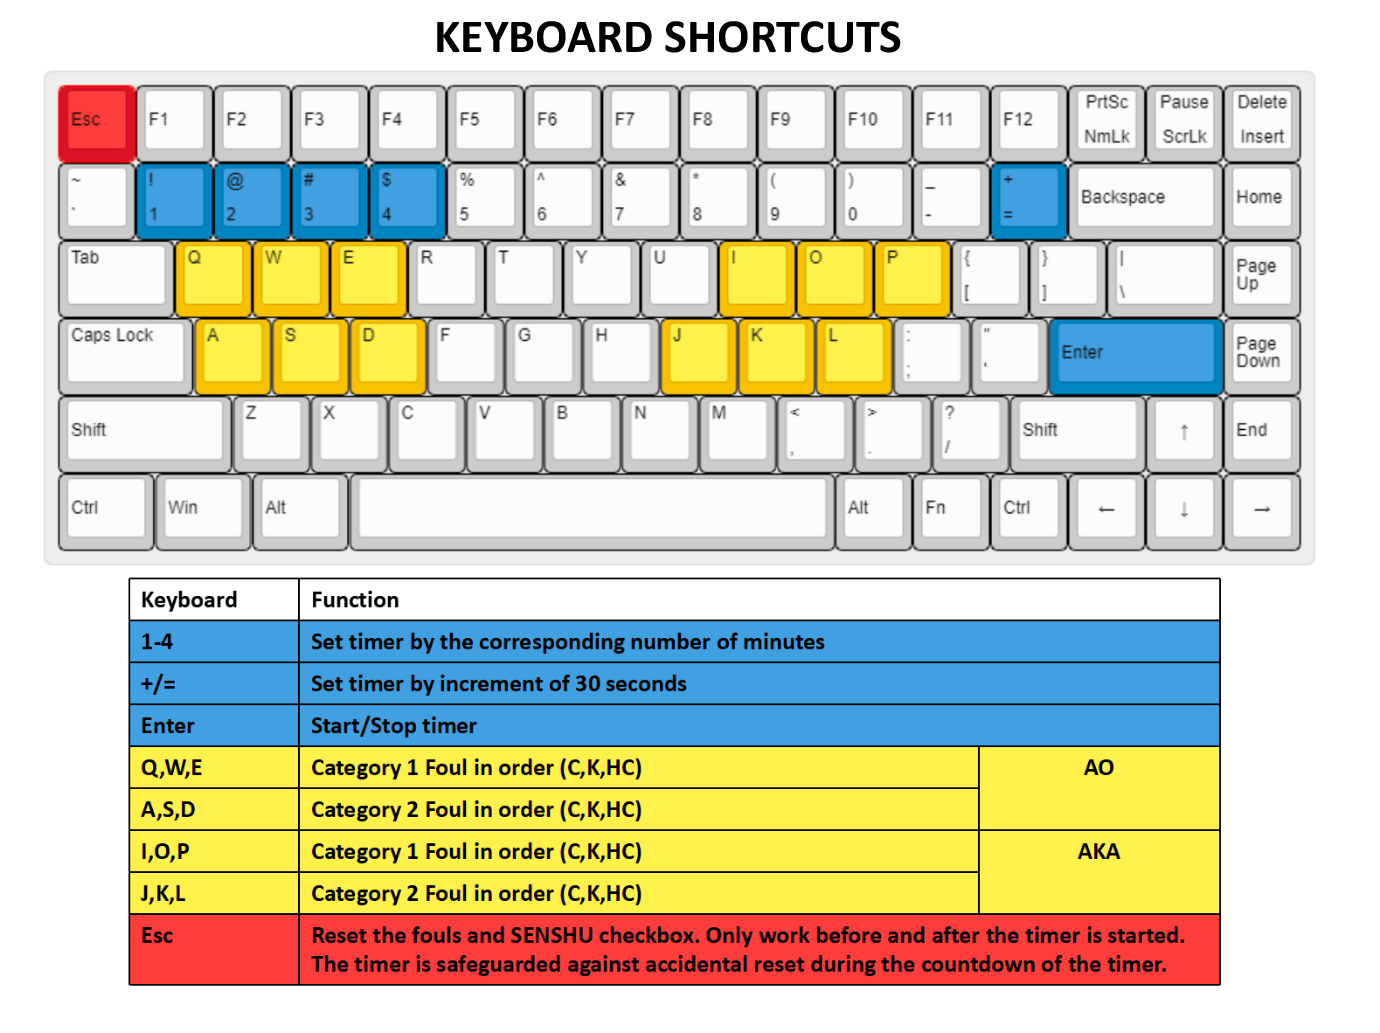 KEYBOARD SHORTCUTS
Esc F1 F2 F3 F4 F5 F6 F7 F8 F9 F10 F11 F12 PrtSc NmLk Pause ScrLk Delete Insert
~ ` ! 1 @ 2 # 3 $ 4 % 5 ^ 6 & 7 * 8 ( 9 ) 0 _ - + = Backspace Home
Tab Q W E R T Y U I O P { [ } ] | \ Page Up
Caps Lock A S D F G H J K L : ; " ' Enter Page Down
Shift Z X C V B N M < , > . ? / Shift ↑ End
Ctrl Win Alt Alt Fn Ctrl ← ↓ →
Keyboard Function
1-4 Set timer by the corresponding number of minutes
+/= Set timer by increment of 30 seconds
Enter Start/Stop timer
Q,W,E Category 1 Foul in order (C,K,HC) AO
A,S,D Category 2 Foul in order (C,K,HC)
I,O,P Category 1 Foul in order (C,K,HC) AKA
J,K,L Category 2 Foul in order (C,K,HC)
Esc Reset the fouls and SENSHU checkbox. Only work before and after the timer is started.
The timer is safeguarded against accidental reset during the countdown of the timer.